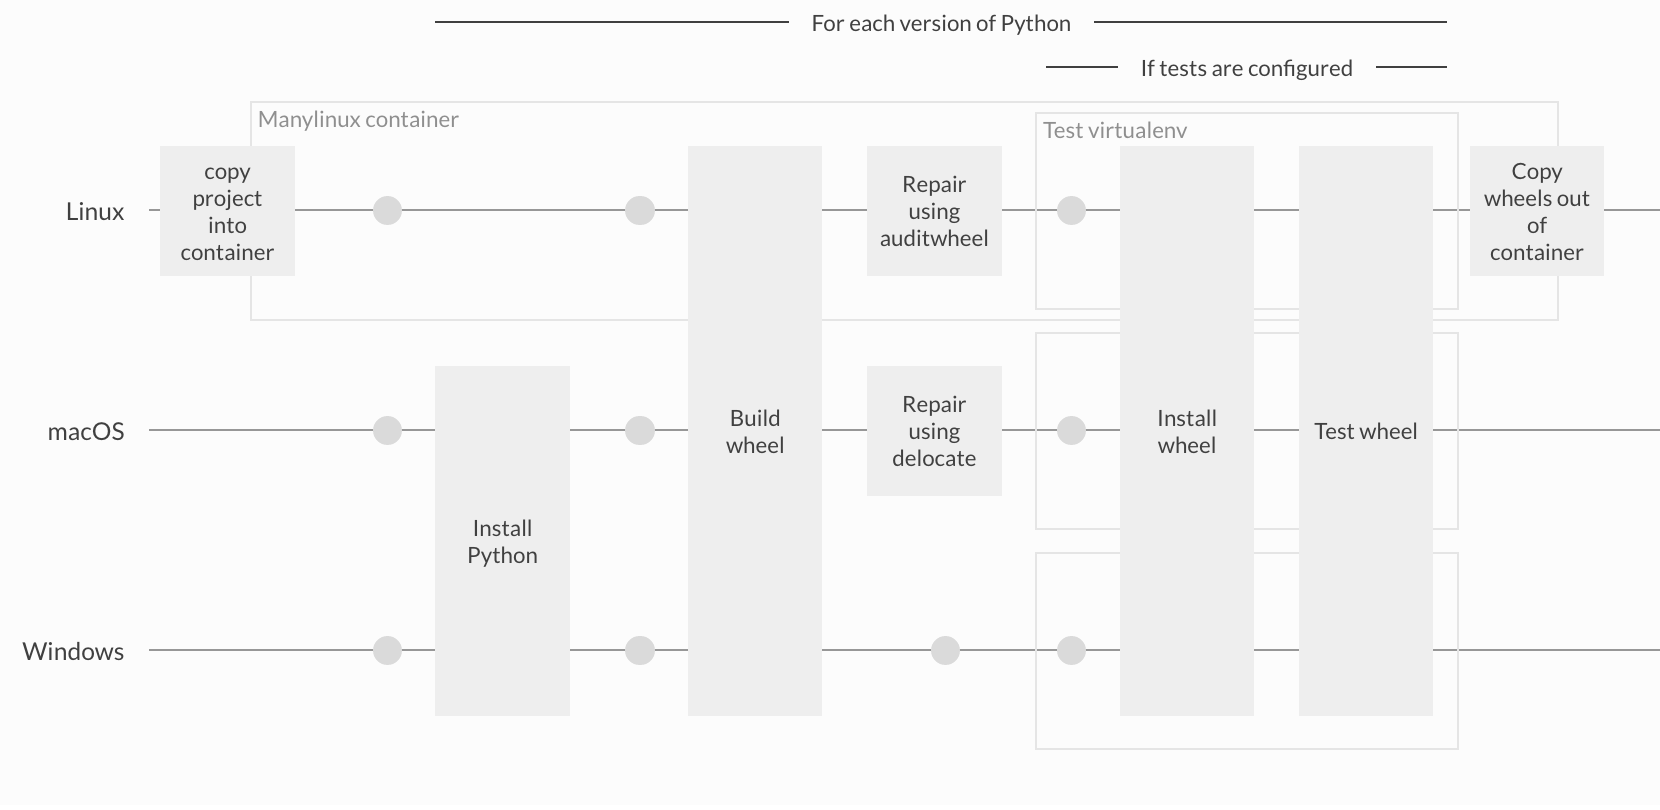 For each version of Python
If tests are configured
Manylinux container
Test virtualenv
Linux
copy
project
into
container
Repair
using
auditwheel
Copy
wheels out
of
container
macOS
Install
Python
Build
wheel
Repair
using
delocate
Install
wheel
Test wheel
Windows